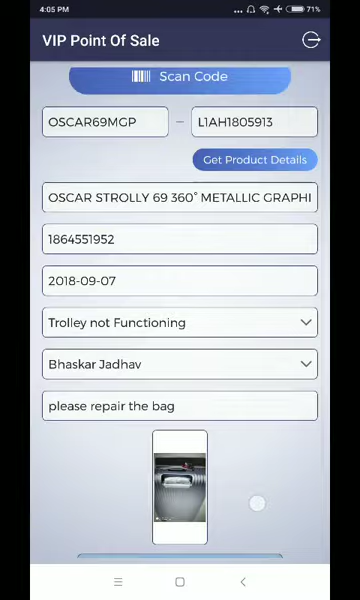 4:05 PM
71%
VIP Point Of Sale
Scan Code
OSCAR69MGP – L1AH1805913
Get Product Details
OSCAR STROLLY 69 360° METALLIC GRAPHI
1864551952
2018-09-07
Trolley not Functioning
Bhaskar Jadhav
please repair the bag